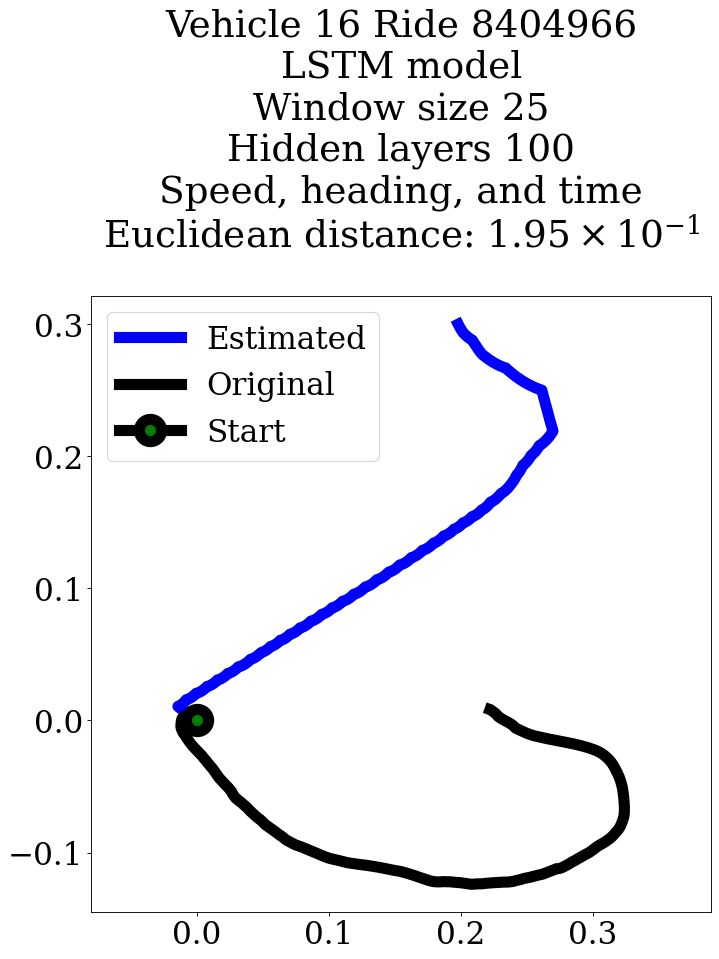 Vehicle 16 Ride 8404966
LSTM model
Window size 25
Hidden layers 100
Speed, heading, and time
Euclidean distance: 1.95 × 10⁻¹
Estimated
Original
Start
0.3
0.2
0.1
0.0
−0.1
0.0 0.1 0.2 0.3